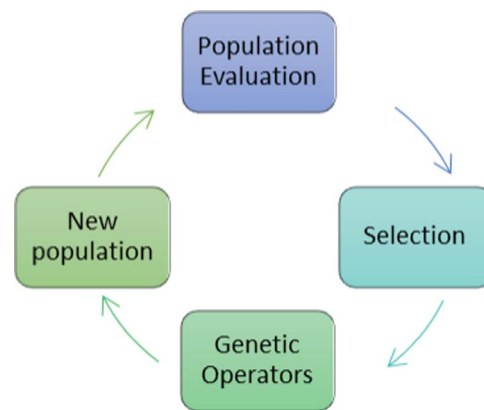 Population
Evaluation
Selection
Genetic
Operators
New
population